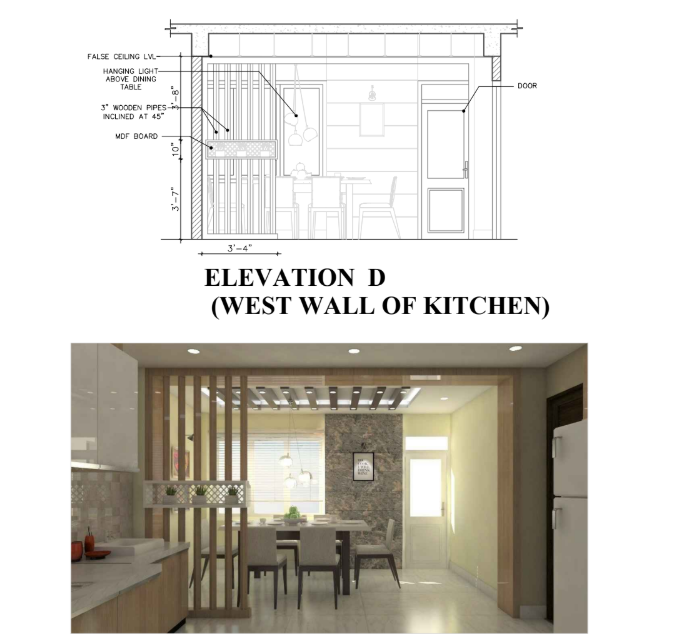 FALSE CEILING LVL
HANGING LIGHT
ABOVE DINING
TABLE
3'-8"
3" WOODEN PIPES
INCLINED AT 45°
MDF BOARD
10"
3'-7"
3'-4"
DOOR
ELEVATION D
(WEST WALL OF KITCHEN)